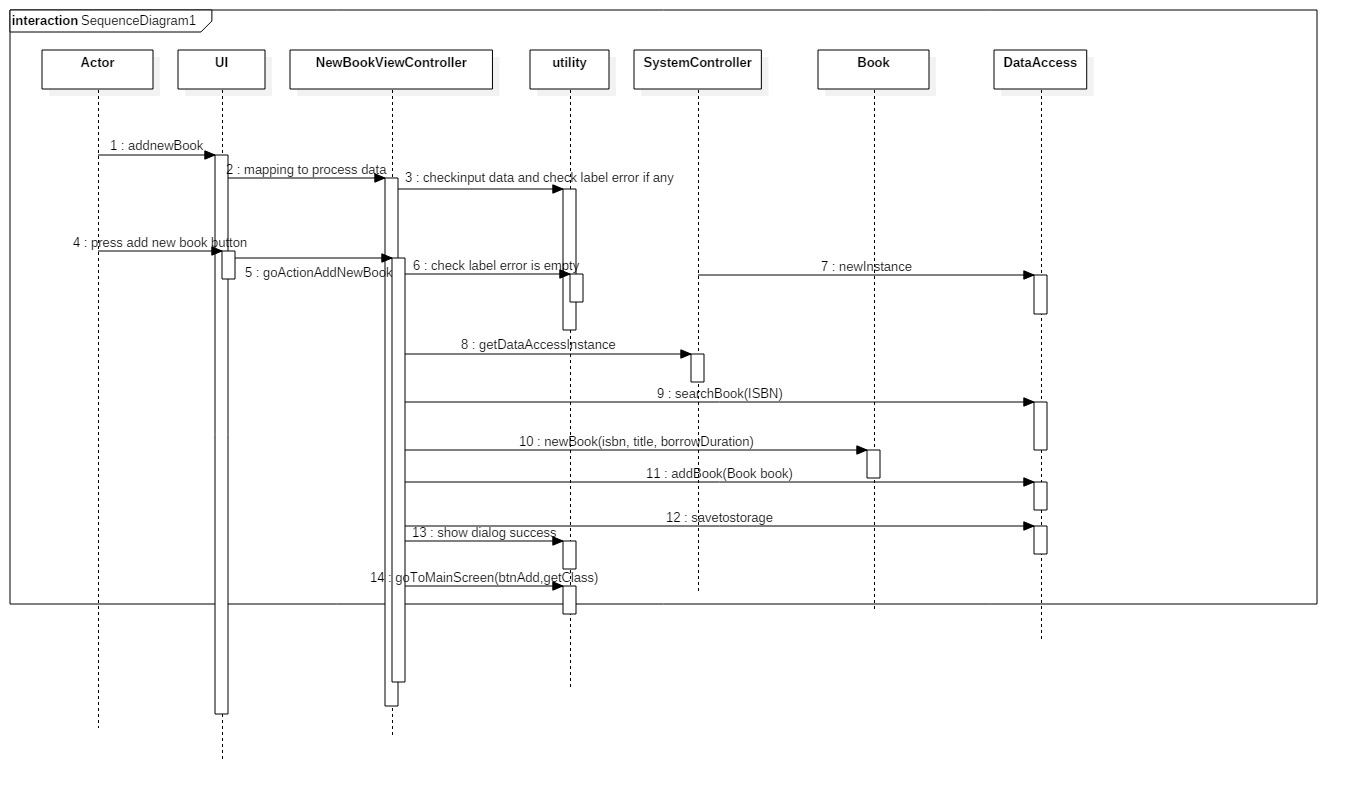 interaction SequenceDiagram1
Actor
UI
NewBookViewController
utility
SystemController
Book
DataAccess
1 : addnewBook
2 : mapping to process data
3 : checkinput data and check label error if any
4 : press add new book button
5 : goActionAddNewBook
6 : check label error is empty
7 : newInstance
8 : getDataAccessInstance
9 : searchBook(ISBN)
10 : newBook(isbn, title, borrowDuration)
11 : addBook(Book book)
12 : savetostorage
13 : show dialog success
14 : goToMainScreen(btnAdd,getClass)